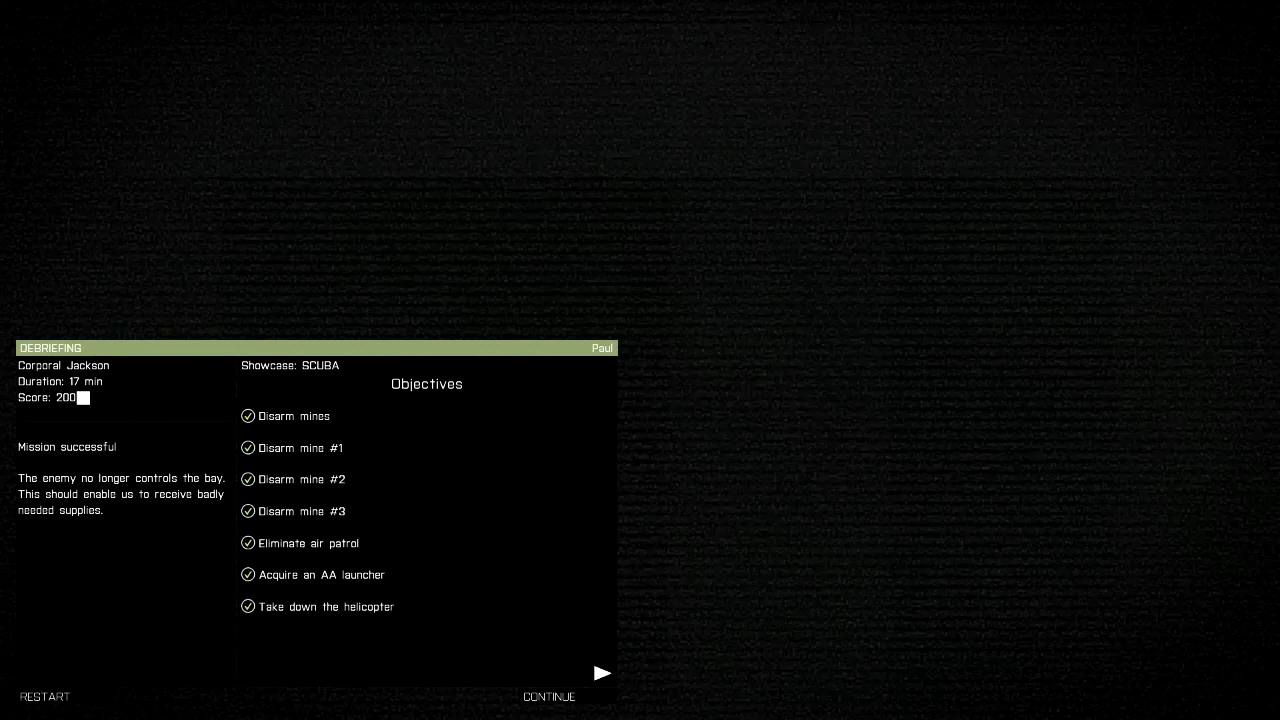 DEBRIEFING Paul
Corporal Jackson
Duration: 17 min
Score: 200
Mission successful
The enemy no longer controls the bay.
This should enable us to receive badly
needed supplies.
Showcase: SCUBA
Objectives
Disarm mines
Disarm mine #1
Disarm mine #2
Disarm mine #3
Eliminate air patrol
Acquire an AA launcher
Take down the helicopter
RESTART CONTINUE